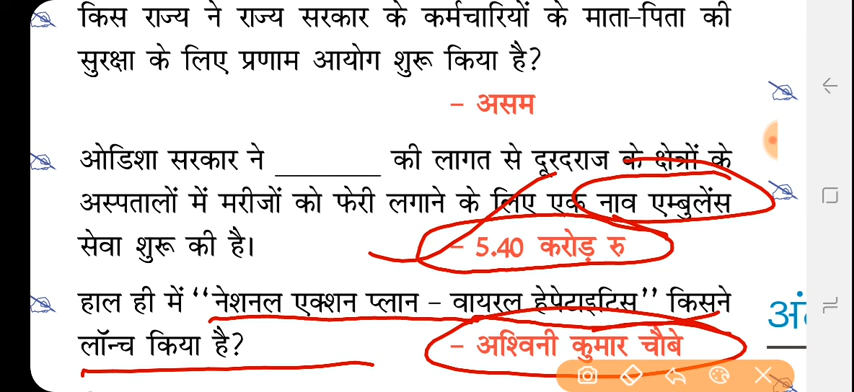 किस राज्य ने राज्य सरकार के कर्मचारियों के माता-पिता की
सुरक्षा के लिए प्रणाम आयोग शुरू किया है?
- असम
ओडिशा सरकार ने ________ की लागत से दूरदराज के क्षेत्रों के
अस्पतालों में मरीजों को फेरी लगाने के लिए एक नाव एम्बुलेंस
सेवा शुरू की है।
- 5.40 करोड़ रु
हाल ही में ‘‘नेशनल एक्शन प्लान - वायरल हेपेटाइटिस’’ किसने
लॉन्च किया है?
- अश्विनी कुमार चौबे